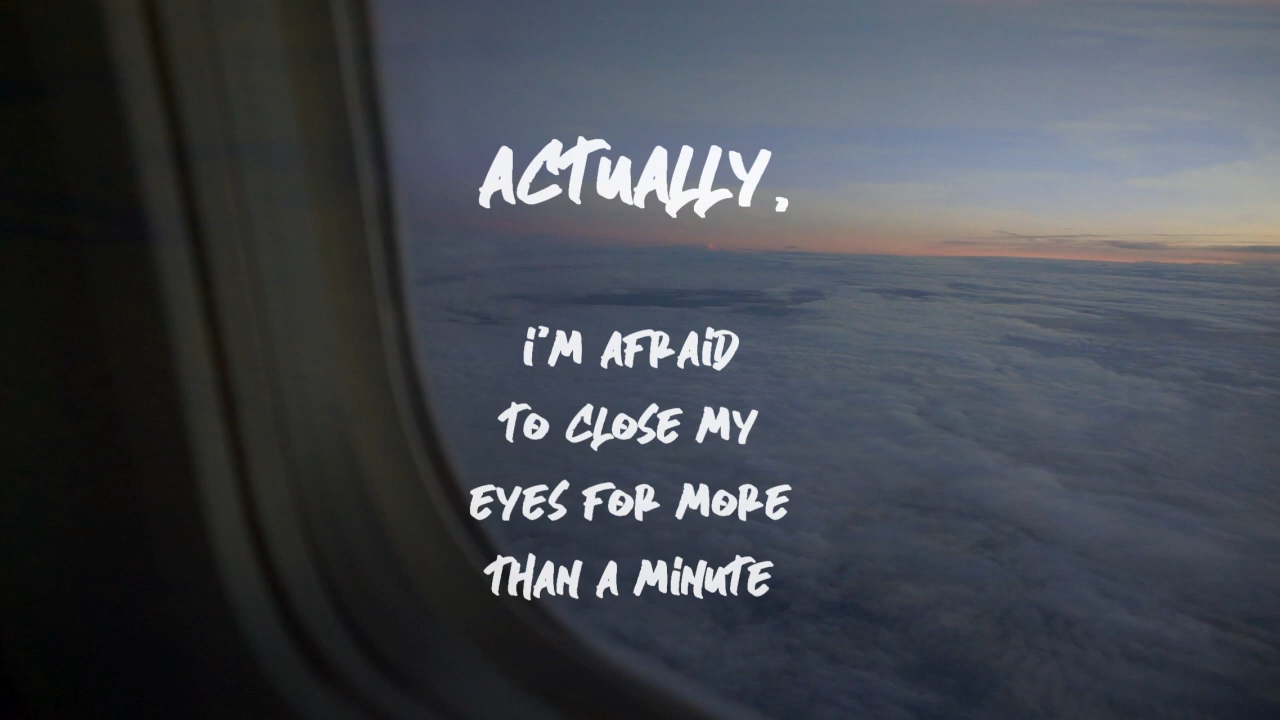 ACTUALLY,
i'M AFRAiD
TO CLOSE MY
EYES FOR MORE
THAN A MiNUTE